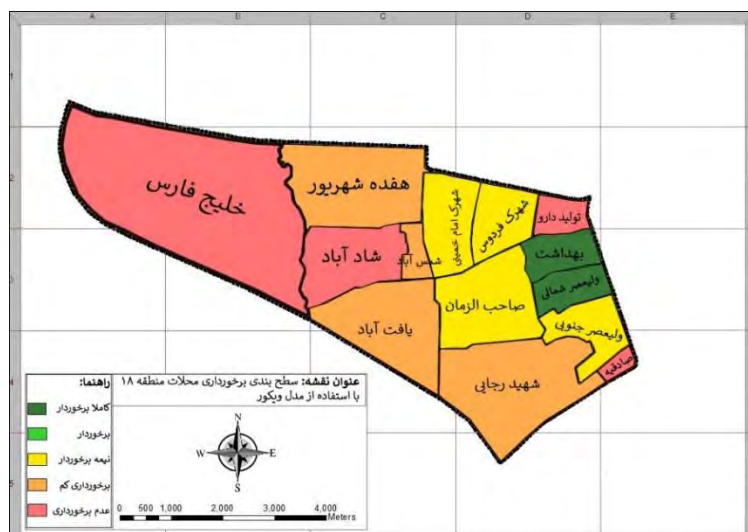 A B C D E
1
2
3
4
5
هفده شهریور
خلیج فارس
شهرک امام خمینی
شهرک فردوس
تولید دارو
شاد آباد
شمس آباد
بهداشت
ولیعصر شمالی
صاحب الزمان
یافت آباد
ولیعصر جنوبی
صادقیه
شهید رجایی
عنوان نقشه: سطح بندی برخورداری محلات منطقه ۱۸
با استفاده از مدل ویکور
راهنما:
کاملا برخوردار
برخوردار
نیمه برخوردار
برخورداری کم
عدم برخورداری
N
W E
S
0 500 1,000 2,000 3,000 4,000
Meters